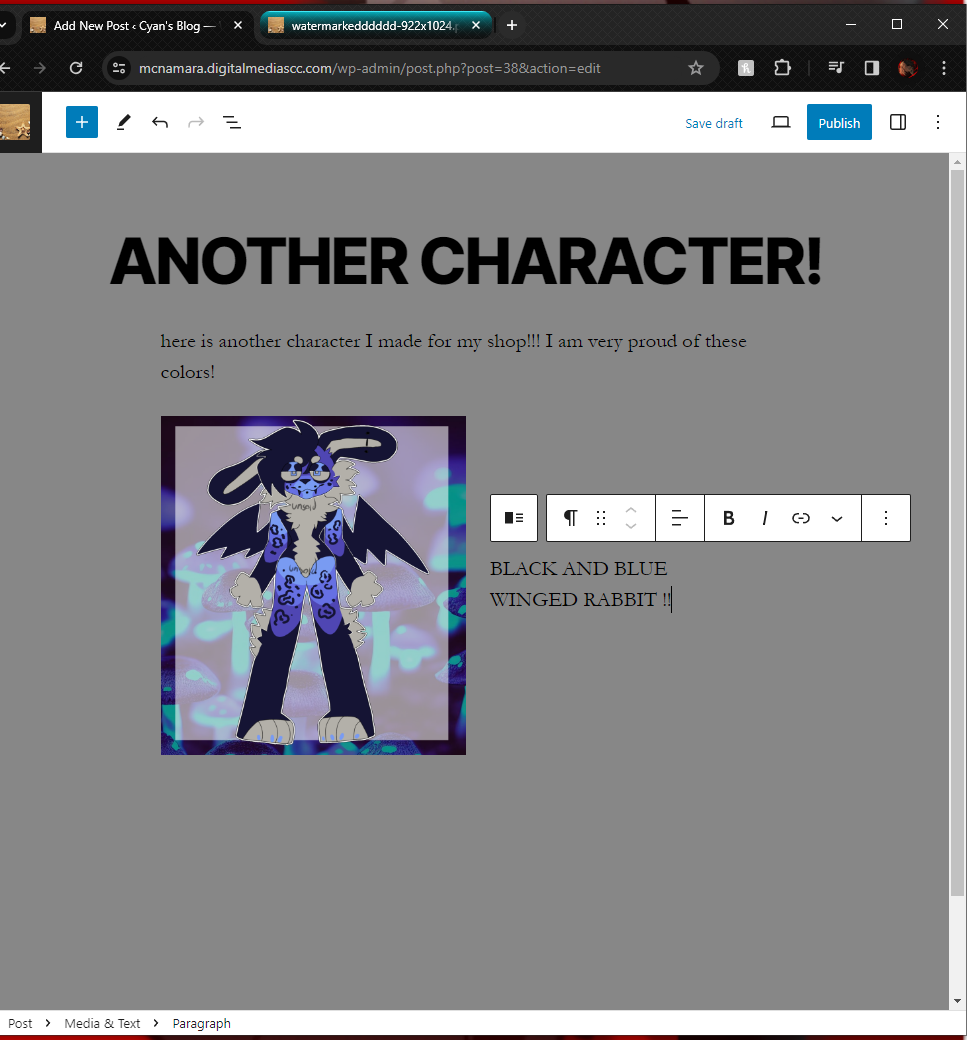 Add New Post ‹ Cyan's Blog —
watermarkedddddd-922x1024.p
mcnamara.digitalmediascc.com/wp-admin/post.php?post=38&action=edit
Save draft
Publish
ANOTHER CHARACTER!
here is another character I made for my shop!!! I am very proud of these
colors!
unsold
unsold
B I
BLACK AND BLUE
WINGED RABBIT !!
Post › Media & Text › Paragraph